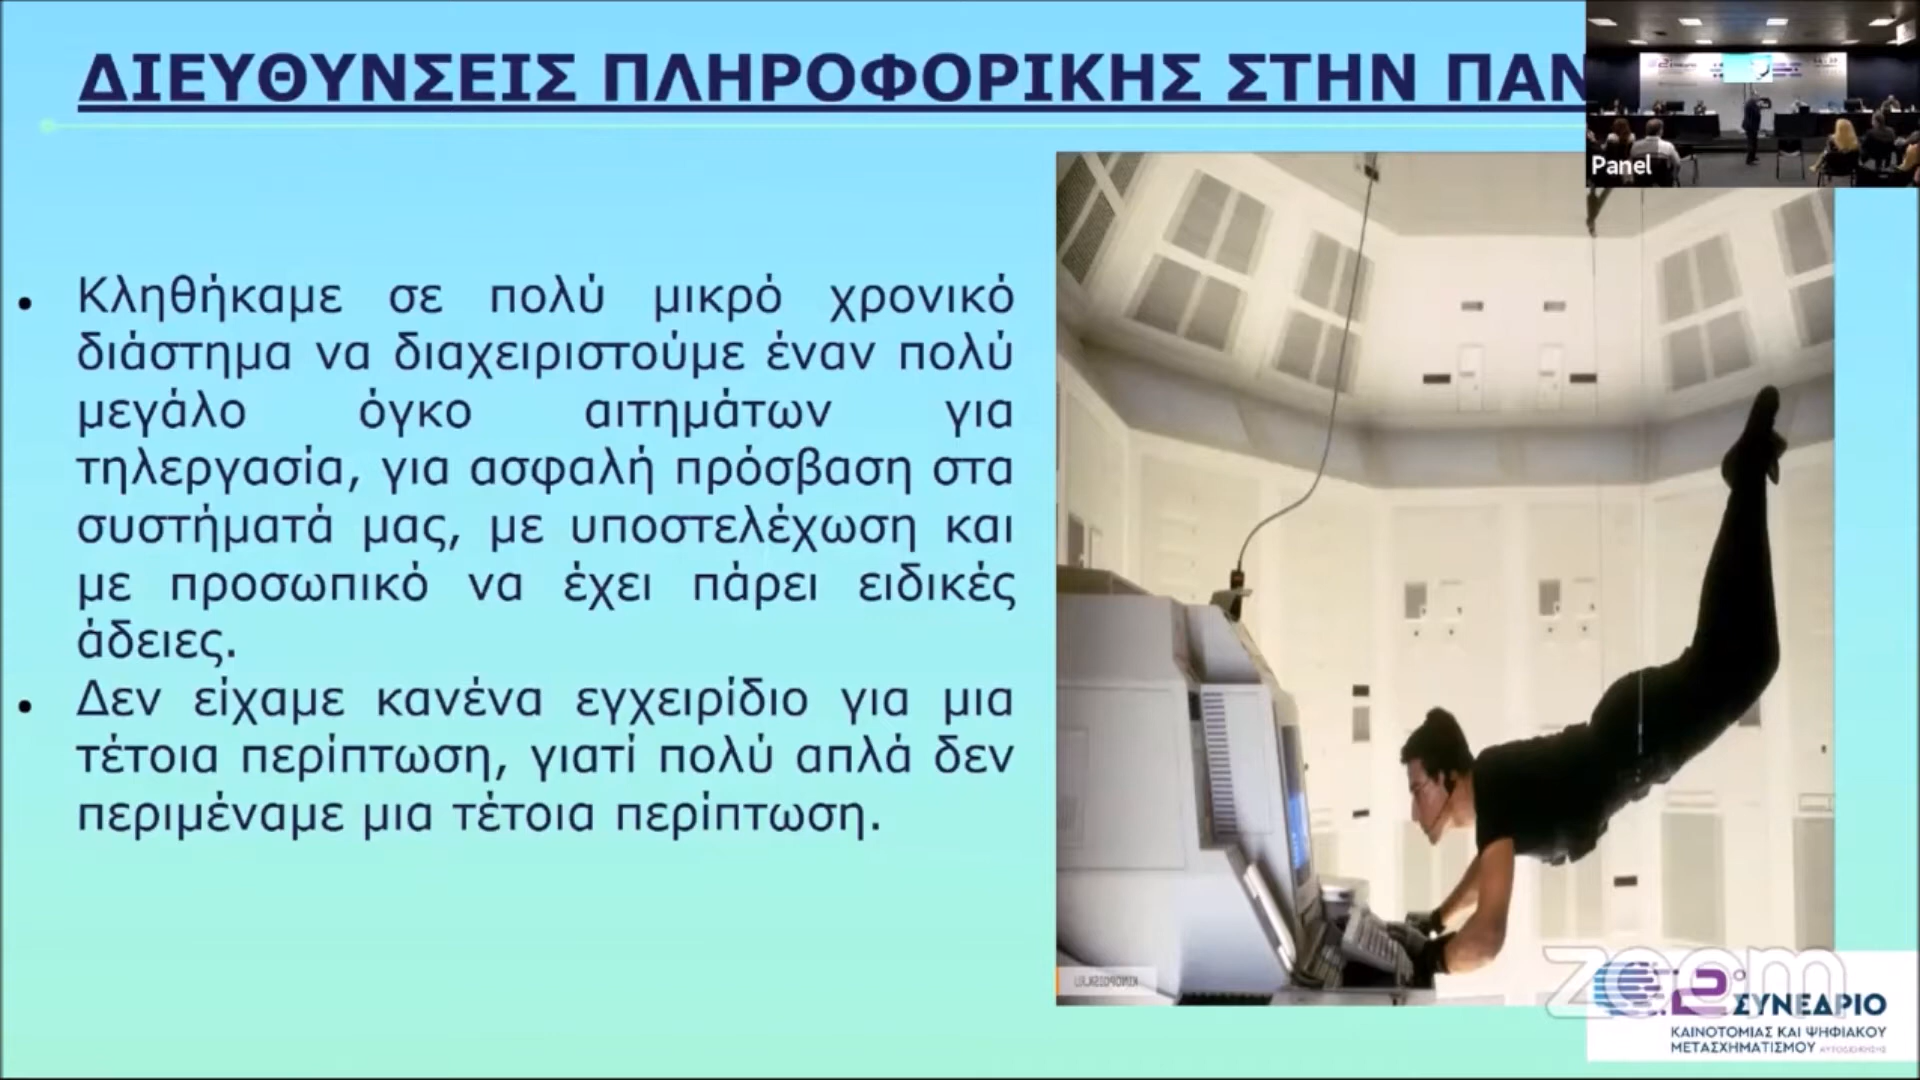 ΔΙΕΥΘΥΝΣΕΙΣ ΠΛΗΡΟΦΟΡΙΚΗΣ ΣΤΗΝ ΠΑΝ
Panel
• Κληθήκαμε σε πολύ μικρό χρονικό
διάστημα να διαχειριστούμε έναν πολύ
μεγάλο όγκο αιτημάτων για
τηλεργασία, για ασφαλή πρόσβαση στα
συστήματά μας, με υποστελέχωση και
με προσωπικό να έχει πάρει ειδικές
άδειες.
• Δεν είχαμε κανένα εγχειρίδιο για μια
τέτοια περίπτωση, γιατί πολύ απλά δεν
περιμέναμε μια τέτοια περίπτωση.
zoom
2ο ΣΥΝΕΔΡΙΟ
ΚΑΙΝΟΤΟΜΙΑΣ ΚΑΙ ΨΗΦΙΑΚΟΥ
ΜΕΤΑΣΧΗΜΑΤΙΣΜΟΥ ΑΥΤΟΔΙΟΙΚΗΣΗΣ